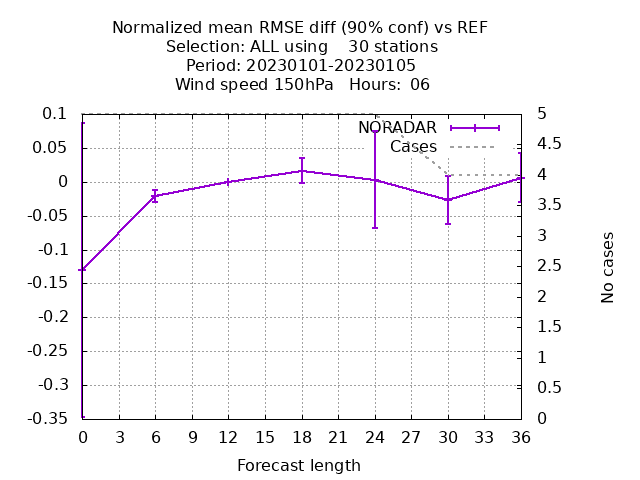 Normalized mean RMSE diff (90% conf) vs REF
Selection: ALL using    30 stations
Period: 20230101-20230105
Wind speed 150hPa   Hours:  06
NORADAR
Cases
0.1
0.05
0
-0.05
-0.1
-0.15
-0.2
-0.25
-0.3
-0.35
5
4.5
4
3.5
3
2.5
2
1.5
1
0.5
0
No cases
0 3 6 9 12 15 18 21 24 27 30 33 36
Forecast length